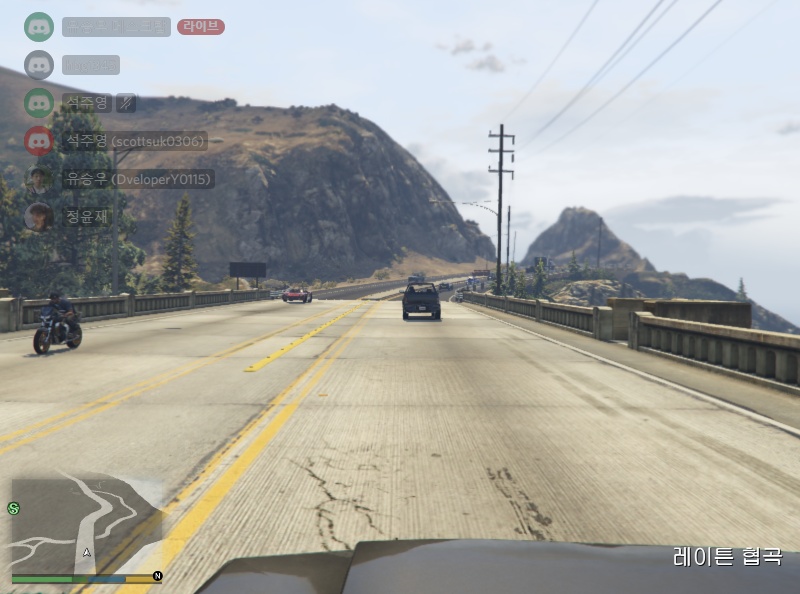 라이브
석주영
석주영 (scottsuk0306)
유승우 (DveloperY0115)
정윤재
N
레이튼 협곡